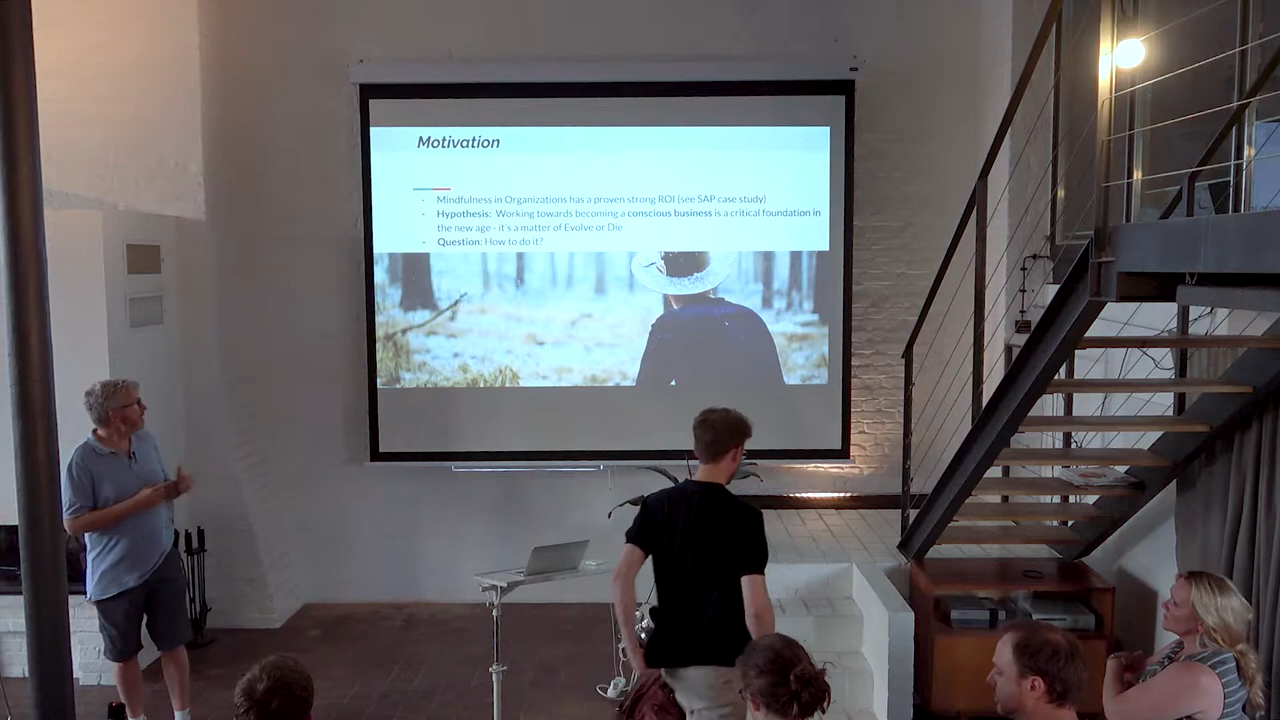 Motivation
- Mindfulness in Organizations has a proven strong ROI (see SAP case study)
- Hypothesis: Working towards becoming a conscious business is a critical foundation in
the new age - it's a matter of Evolve or Die
- Question: How to do it?